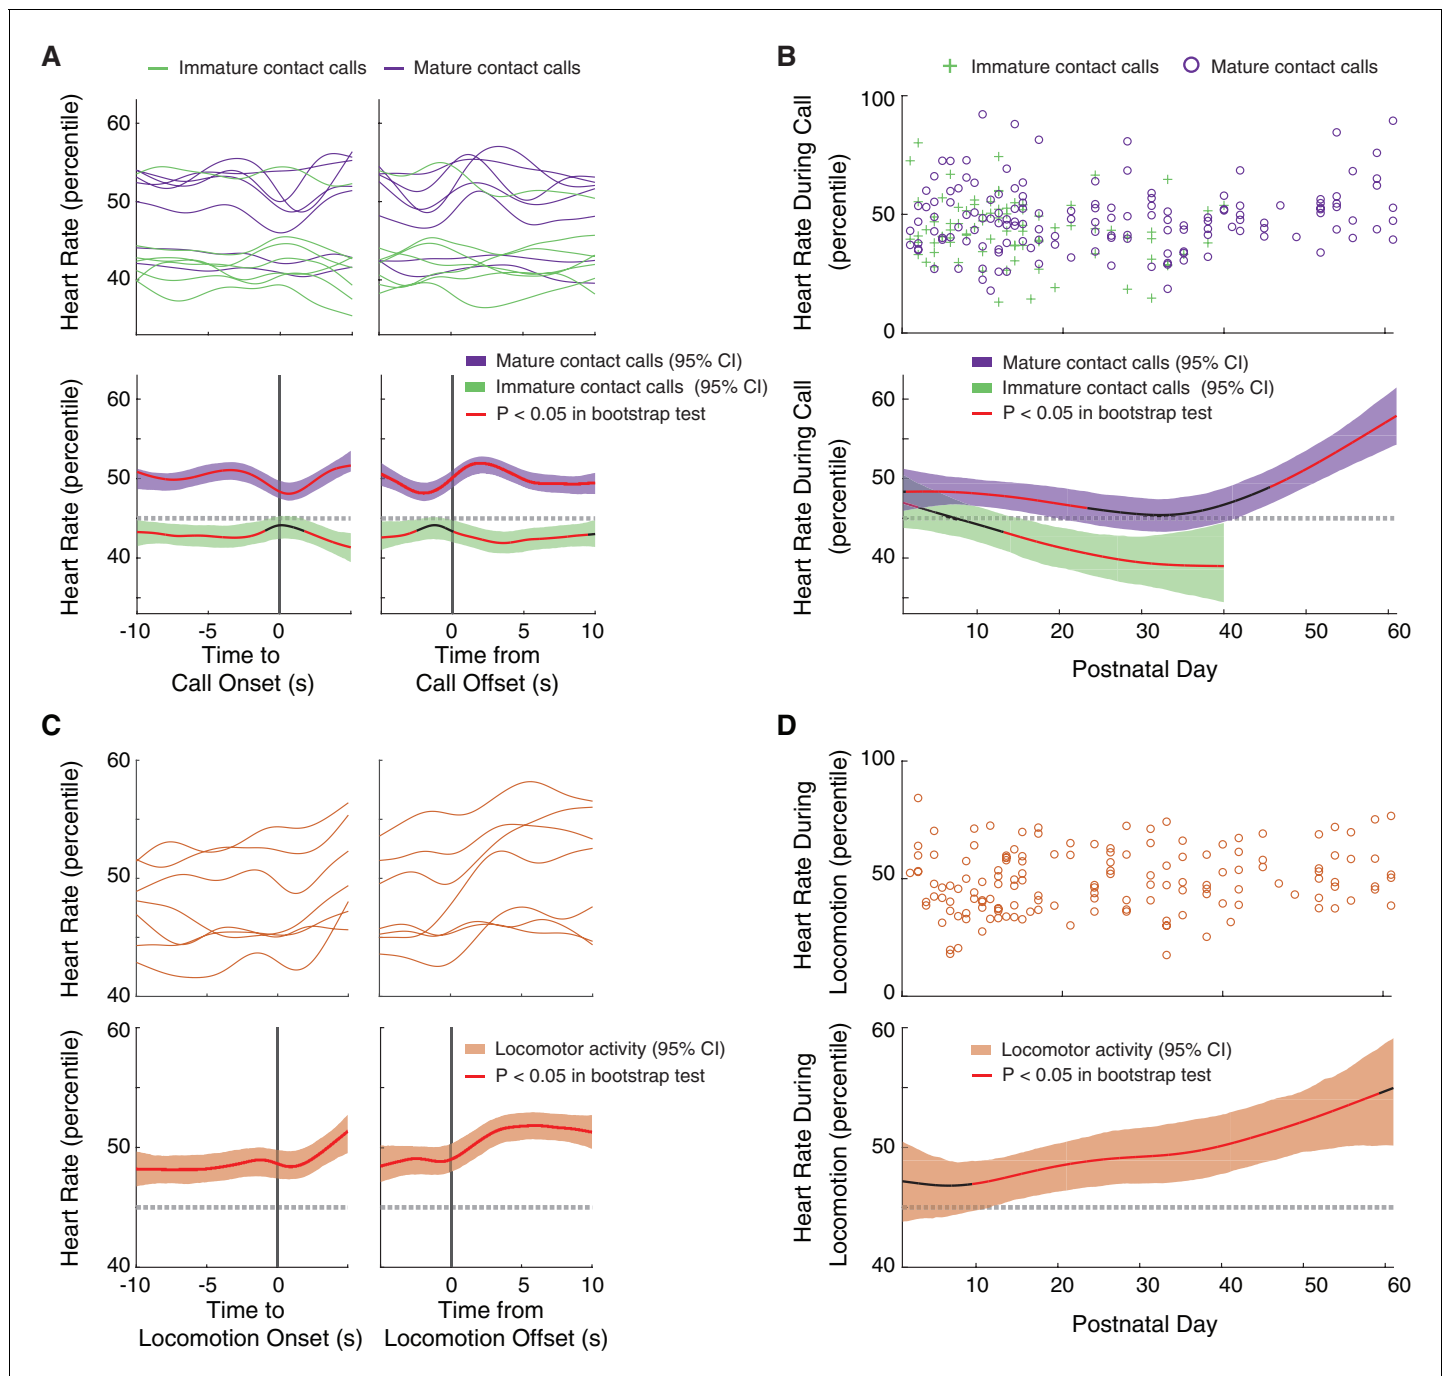 A
Immature contact calls
Mature contact calls
Heart Rate (percentile)
60
50
40
Mature contact calls (95% CI)
Immature contact calls (95% CI)
P < 0.05 in bootstrap test
Heart Rate (percentile)
60
50
40
-10
-5
0
0
5
10
Time to
Call Onset (s)
Time from
Call Offset (s)
B
Immature contact calls
Mature contact calls
Heart Rate During Call
(percentile)
100
50
0
Mature contact calls (95% CI)
Immature contact calls (95% CI)
P < 0.05 in bootstrap test
Heart Rate During Call
(percentile)
60
50
40
10
20
30
40
50
60
Postnatal Day
C
Heart Rate (percentile)
60
50
40
Locomotor activity (95% CI)
P < 0.05 in bootstrap test
Heart Rate (percentile)
60
50
40
-10
-5
0
0
5
10
Time to
Locomotion Onset (s)
Time from
Locomotion Offset (s)
D
Heart Rate During
Locomotion (percentile)
100
50
0
Locomotor activity (95% CI)
P < 0.05 in bootstrap test
Heart Rate During
Locomotion (percentile)
60
50
40
10
20
30
40
50
60
Postnatal Day